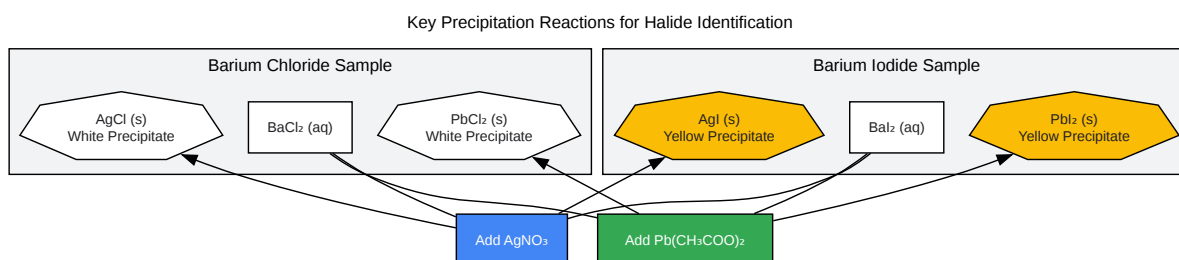 Key Precipitation Reactions for Halide Identification
Barium Chloride Sample
AgCl (s)
White Precipitate
BaCl₂ (aq)
PbCl₂ (s)
White Precipitate
Barium Iodide Sample
AgI (s)
Yellow Precipitate
BaI₂ (aq)
PbI₂ (s)
Yellow Precipitate
Add AgNO₃
Add Pb(CH₃COO)₂